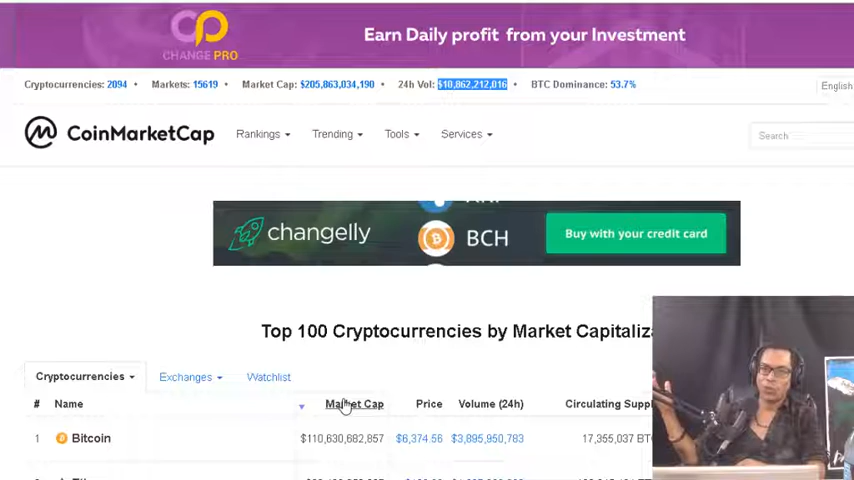 CHANGE PRO
Earn Daily profit from your Investment
Cryptocurrencies: 2094 • Markets: 15619 • Market Cap: $205,863,034,190 • 24h Vol: $10,862,212,016 • BTC Dominance: 53.7%
English
CoinMarketCap
Rankings
Trending
Tools
Services
Search
changelly
BCH
Buy with your credit card
Top 100 Cryptocurrencies by Market Capitaliza
Cryptocurrencies
Exchanges
Watchlist
# Name Market Cap Price Volume (24h) Circulating Suppl
1 Bitcoin $110,630,682,857 $6,374.56 $3,895,950,783 17,355,037 BTC